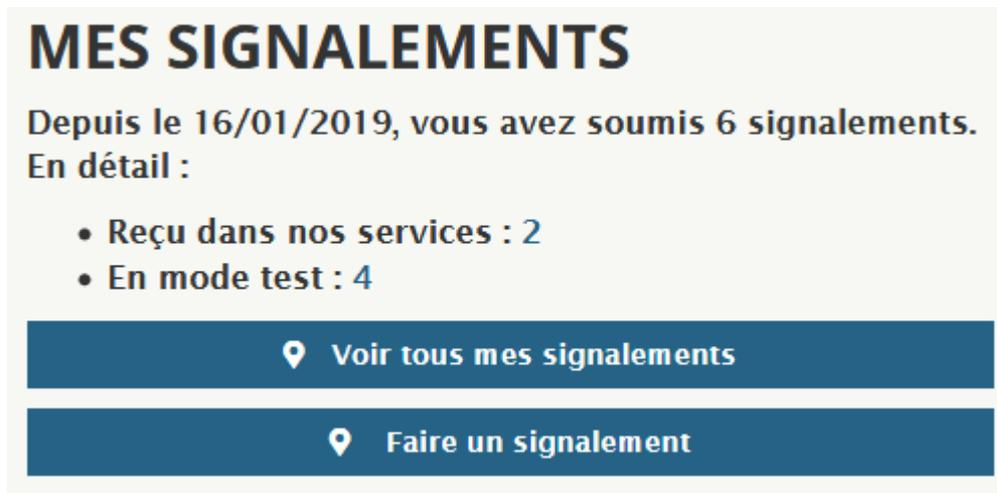 MES SIGNALEMENTS
Depuis le 16/01/2019, vous avez soumis 6 signalements.
En détail :
• Reçu dans nos services : 2
• En mode test : 4
Voir tous mes signalements
Faire un signalement